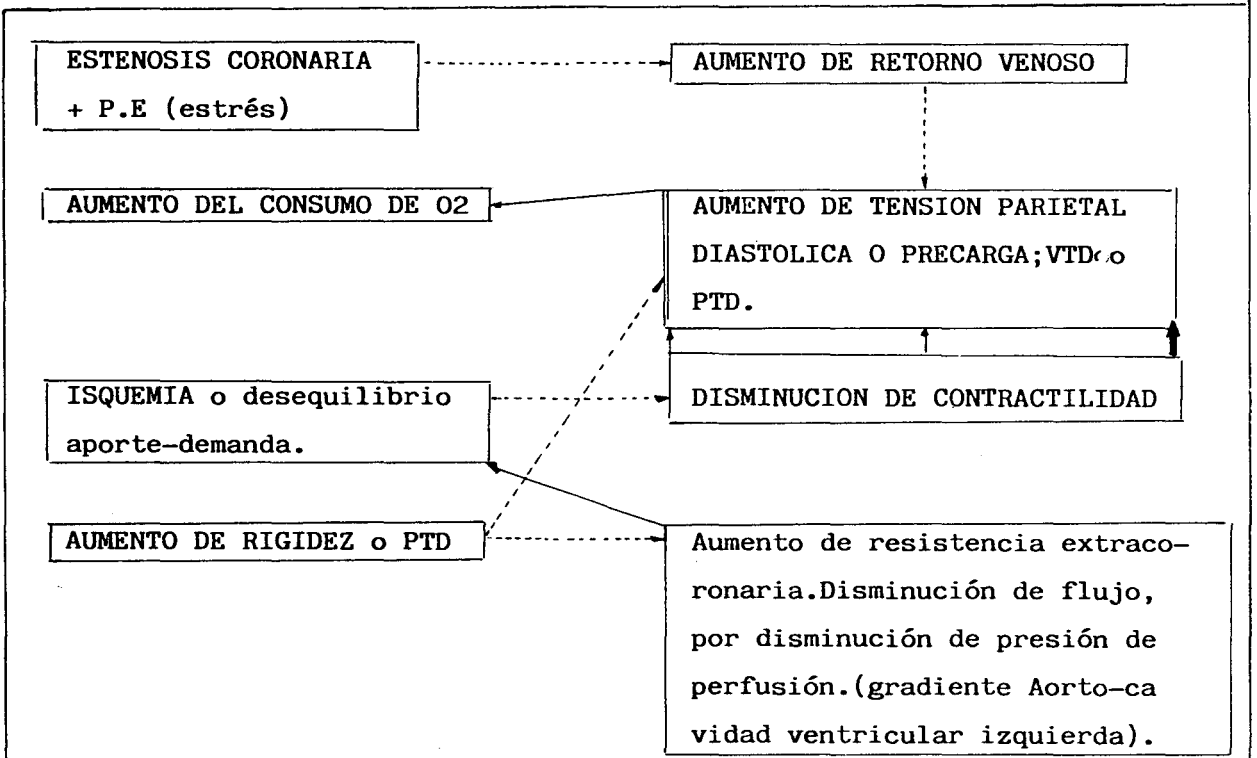 ESTENOSIS CORONARIA
+ P.E (estrés)
AUMENTO DE RETORNO VENOSO
AUMENTO DEL CONSUMO DE O2
AUMENTO DE TENSION PARIETAL
DIASTOLICA O PRECARGA;VTD o
PTD.
ISQUEMIA o desequilibrio
aporte-demanda.
DISMINUCION DE CONTRACTILIDAD
AUMENTO DE RIGIDEZ o PTD
Aumento de resistencia extraco-
ronaria.Disminución de flujo,
por disminución de presión de
perfusión.(gradiente Aorto-ca
vidad ventricular izquierda).